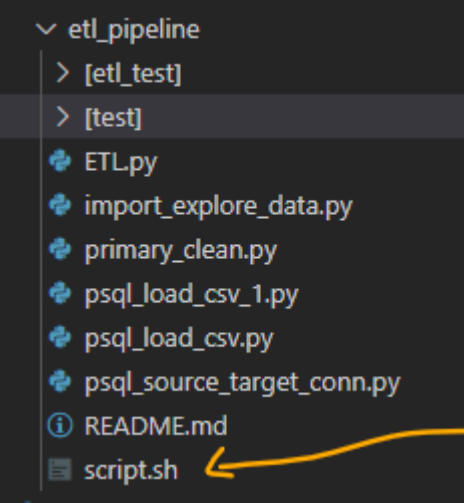 etl_pipeline
[etl_test]
[test]
ETL.py
import_explore_data.py
primary_clean.py
psql_load_csv_1.py
psql_load_csv.py
psql_source_target_conn.py
README.md
script.sh